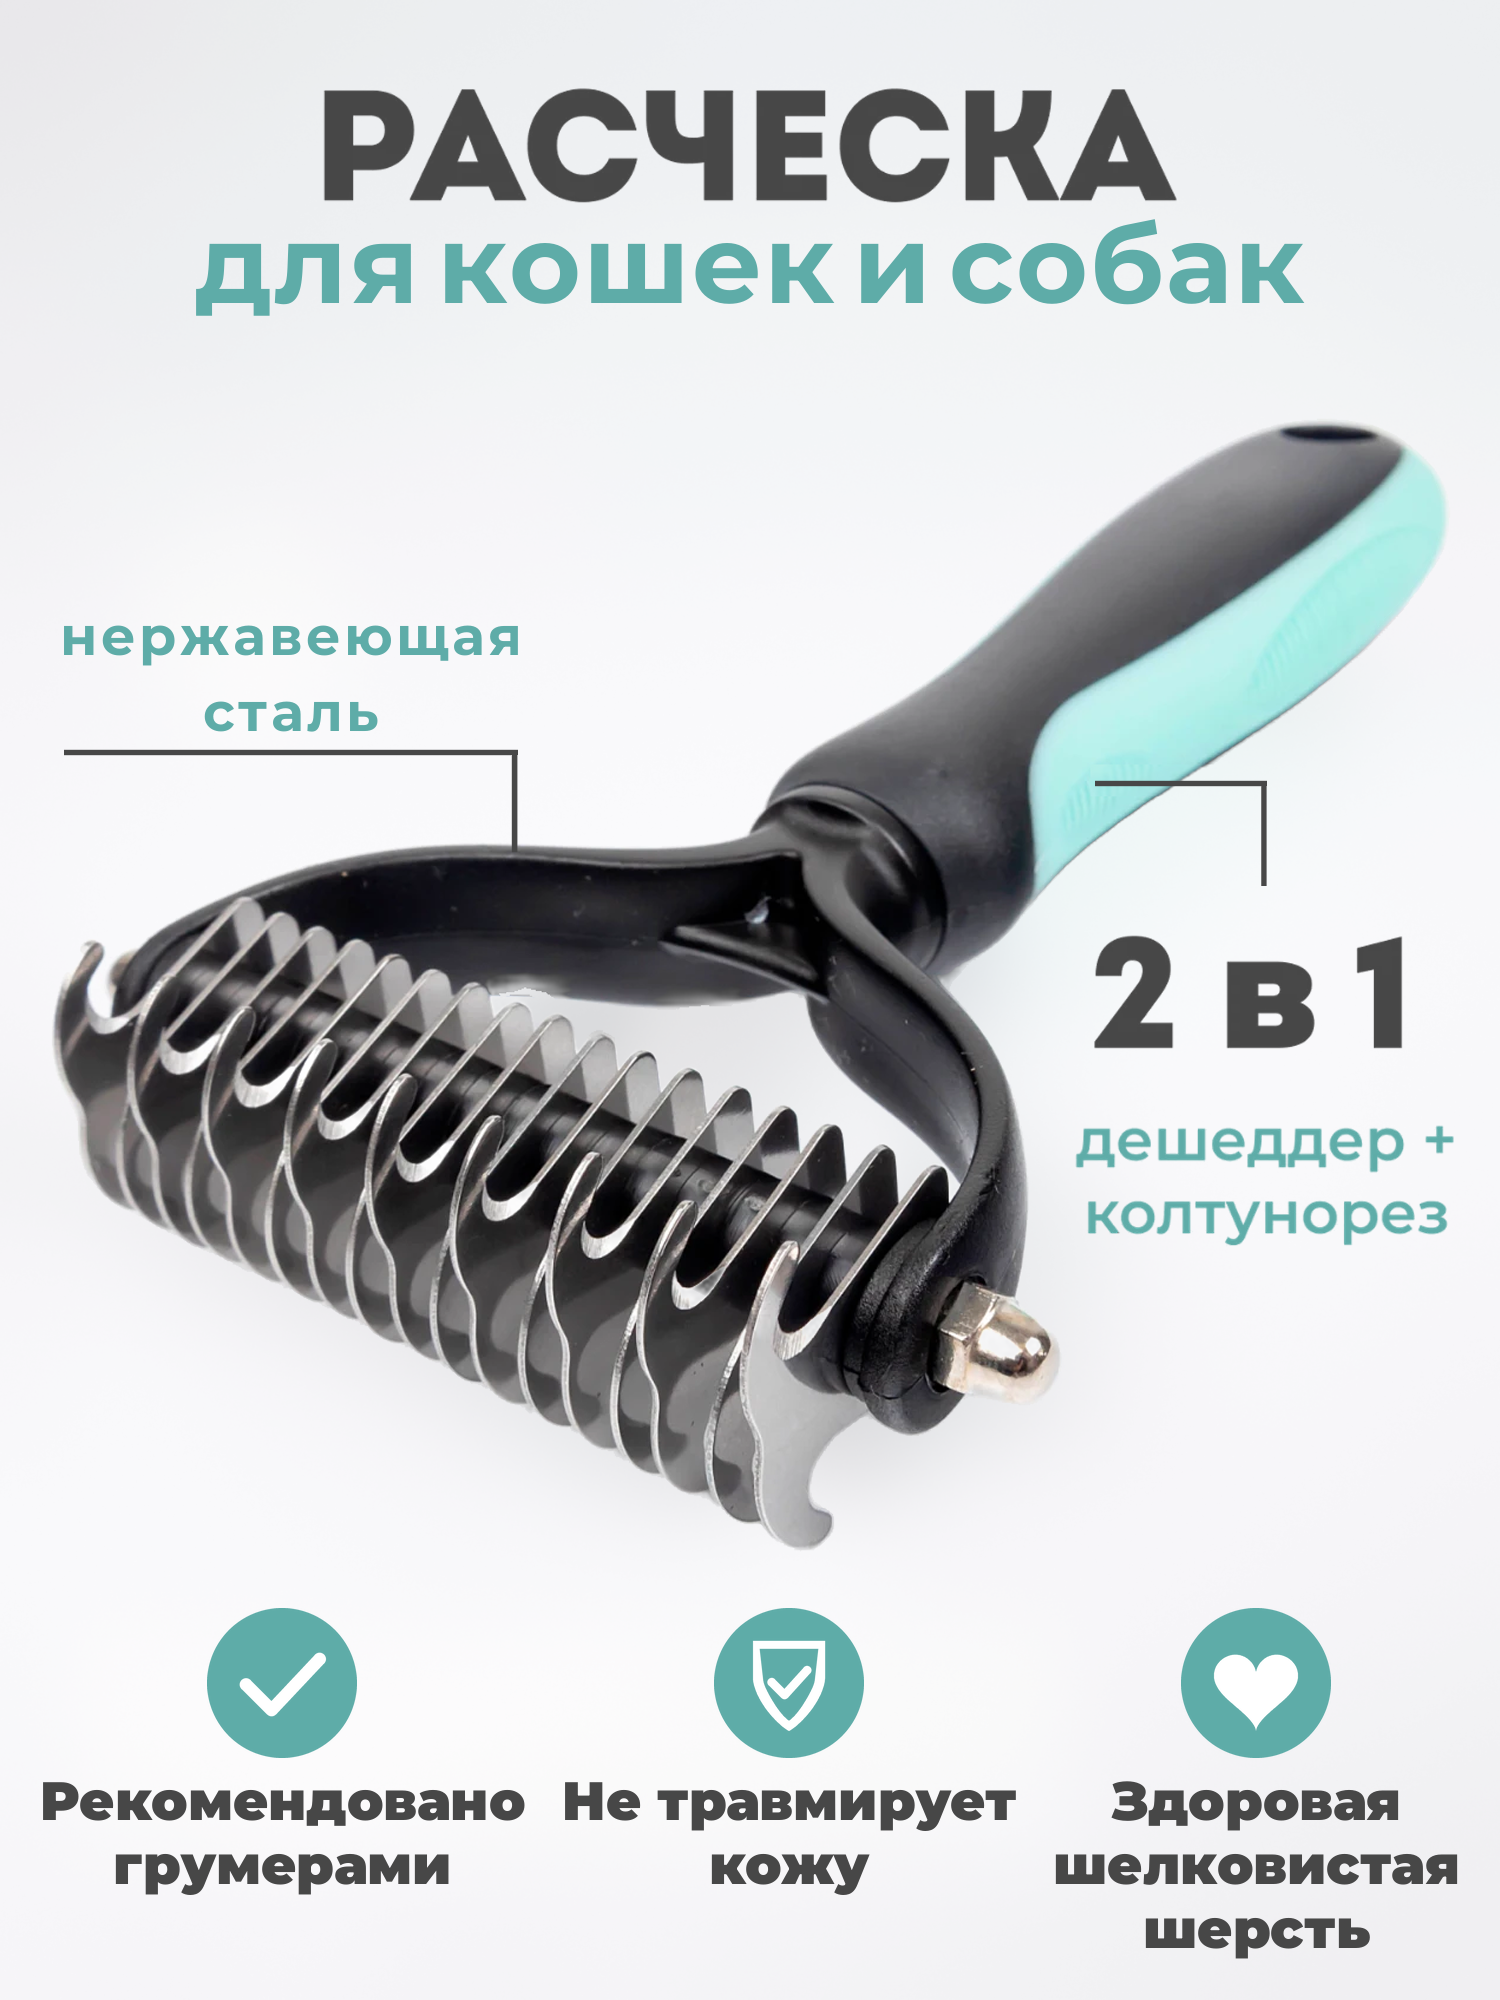 РАСЧЕСКА
для кошек и собак
нержавеющая
сталь
2 в 1
дешеддер +
колтунорез
Рекомендовано
грумерами
Не травмирует
кожу
Здоровая
шелковистая
шерсть